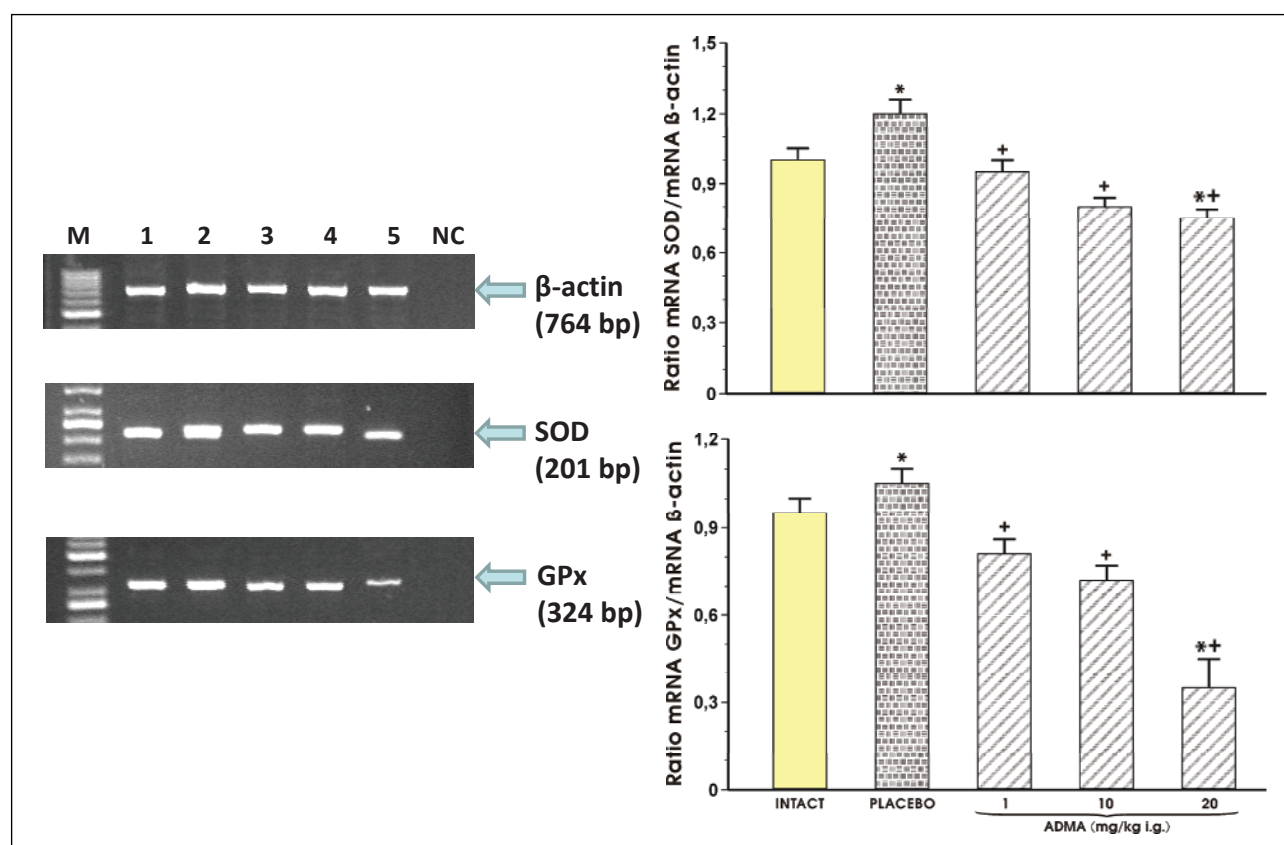 M 1 2 3 4 5 NC
β-actin
(764 bp)
SOD
(201 bp)
GPx
(324 bp)
Ratio mRNA SOD/mRNA ß-actin
1,5
1,2
0,9
0,6
0,3
0
*
+
+
*+
Ratio mRNA GPx/mRNA ß-actin
1,2
0,9
0,6
0,3
0
*
+
+
*+
INTACT PLACEBO 1 10 20
ADMA (mg/kg i.g.)